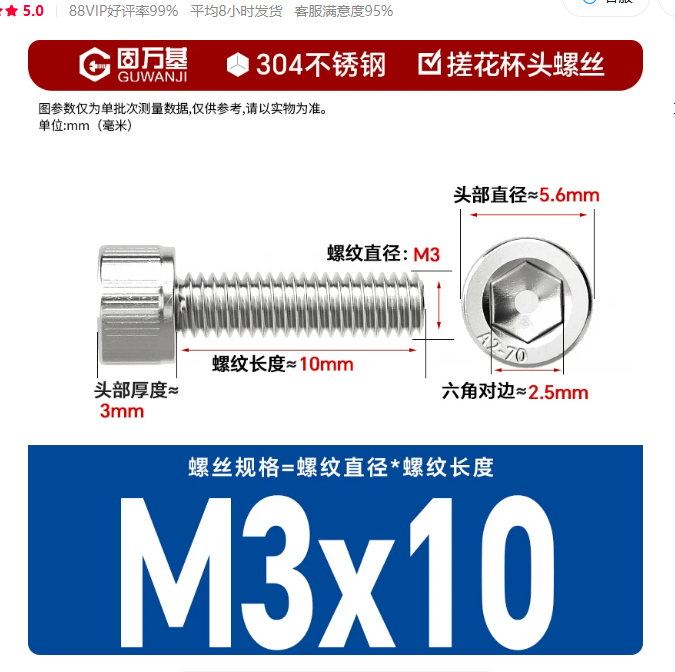 5.0 88VIP好评率99% 平均8小时发货 客服满意度95%
客服
固万基
GUWANJI
304不锈钢
搓花杯头螺丝
图参数仅为单批次测量数据,仅供参考,请以实物为准。
单位:mm（毫米）
头部直径≈5.6mm
螺纹直径：M3
A2-70
螺纹长度≈10mm
头部厚度≈
3mm
六角对边≈2.5mm
螺丝规格=螺纹直径*螺纹长度
M3x10